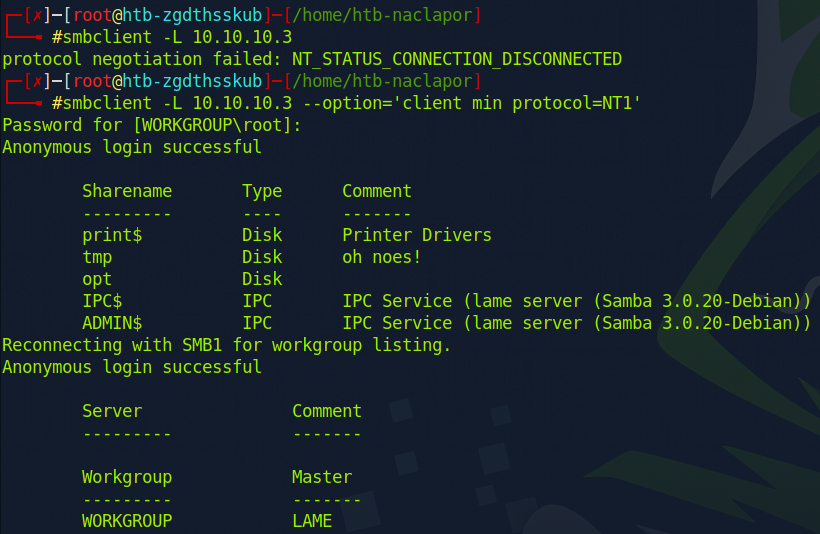 ┌─[✗]─[root@htb-zgdthsskub]─[/home/htb-naclapor]
└──╼ #smbclient -L 10.10.10.3
protocol negotiation failed: NT_STATUS_CONNECTION_DISCONNECTED
┌─[✗]─[root@htb-zgdthsskub]─[/home/htb-naclapor]
└──╼ #smbclient -L 10.10.10.3 --option='client min protocol=NT1'
Password for [WORKGROUP\root]:
Anonymous login successful

        Sharename       Type      Comment
        ---------       ----      -------
        print$          Disk      Printer Drivers
        tmp             Disk      oh noes!
        opt             Disk
        IPC$            IPC       IPC Service (lame server (Samba 3.0.20-Debian))
        ADMIN$          IPC       IPC Service (lame server (Samba 3.0.20-Debian))
Reconnecting with SMB1 for workgroup listing.
Anonymous login successful

        Server               Comment
        ---------            -------

        Workgroup            Master
        ---------            -------
        WORKGROUP            LAME